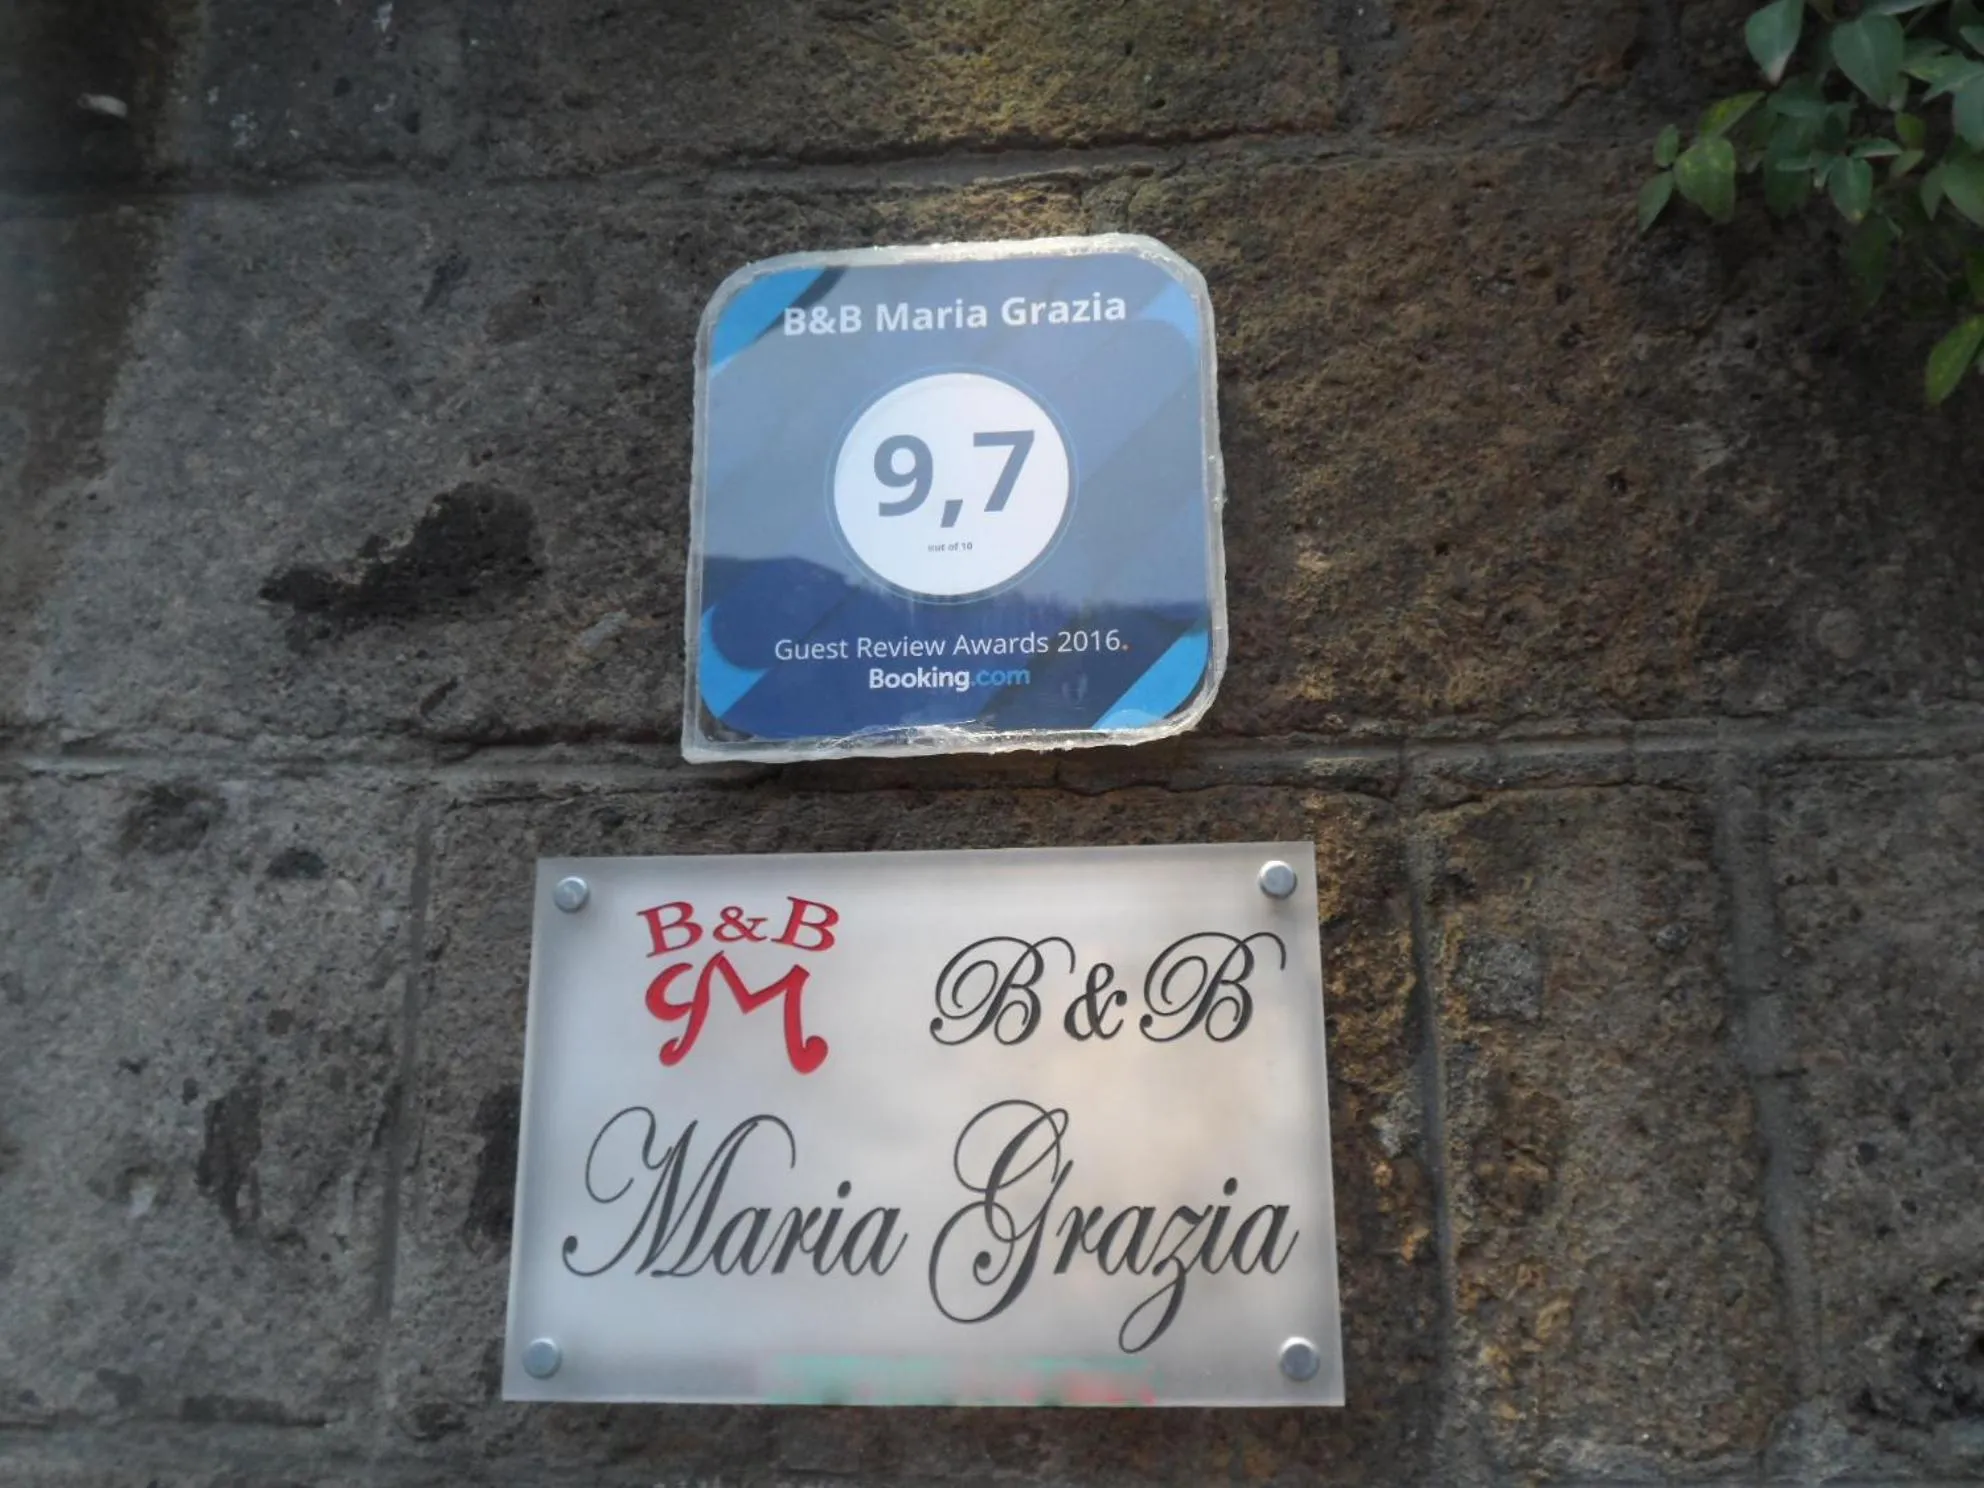 B&B Maria Grazia
9,7
out of 10
Guest Review Awards 2016.
Booking.com
B&B
GM
B&B
Maria Grazia